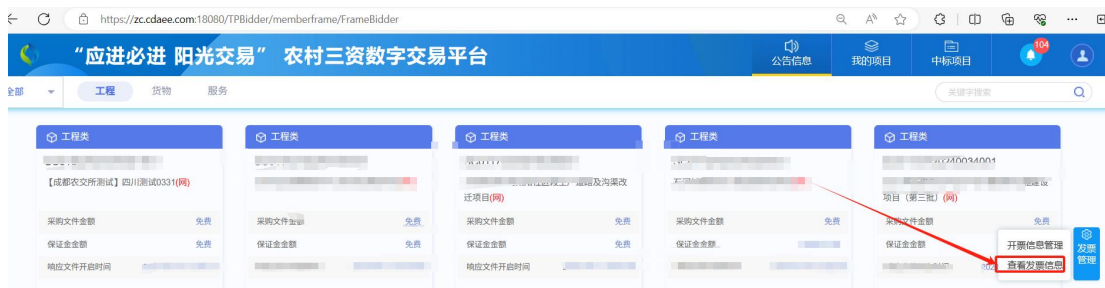 https://zc.cdaee.com:18080/TPBidder/memberframe/FrameBidder
“应进必进 阳光交易” 农村三资数字交易平台
公告信息
我的项目
中标项目
104
全部
工程
货物
服务
关键字搜索
工程类
【成都农交所测试】四川测试0331(网)
采购文件金额 免费
保证金金额 免费
响应文件开启时间
工程类
采购文件金额 免费
保证金金额 免费
工程类
及沟渠改
迁项目(网)
采购文件金额 免费
保证金金额 免费
响应文件开启时间
工程类
采购文件金额 免费
保证金金额
工程类
20240034001
项目（第三批）(网)
采购文件金额 免费
保证金金额
开票信息管理
查看发票信息
发票
管理